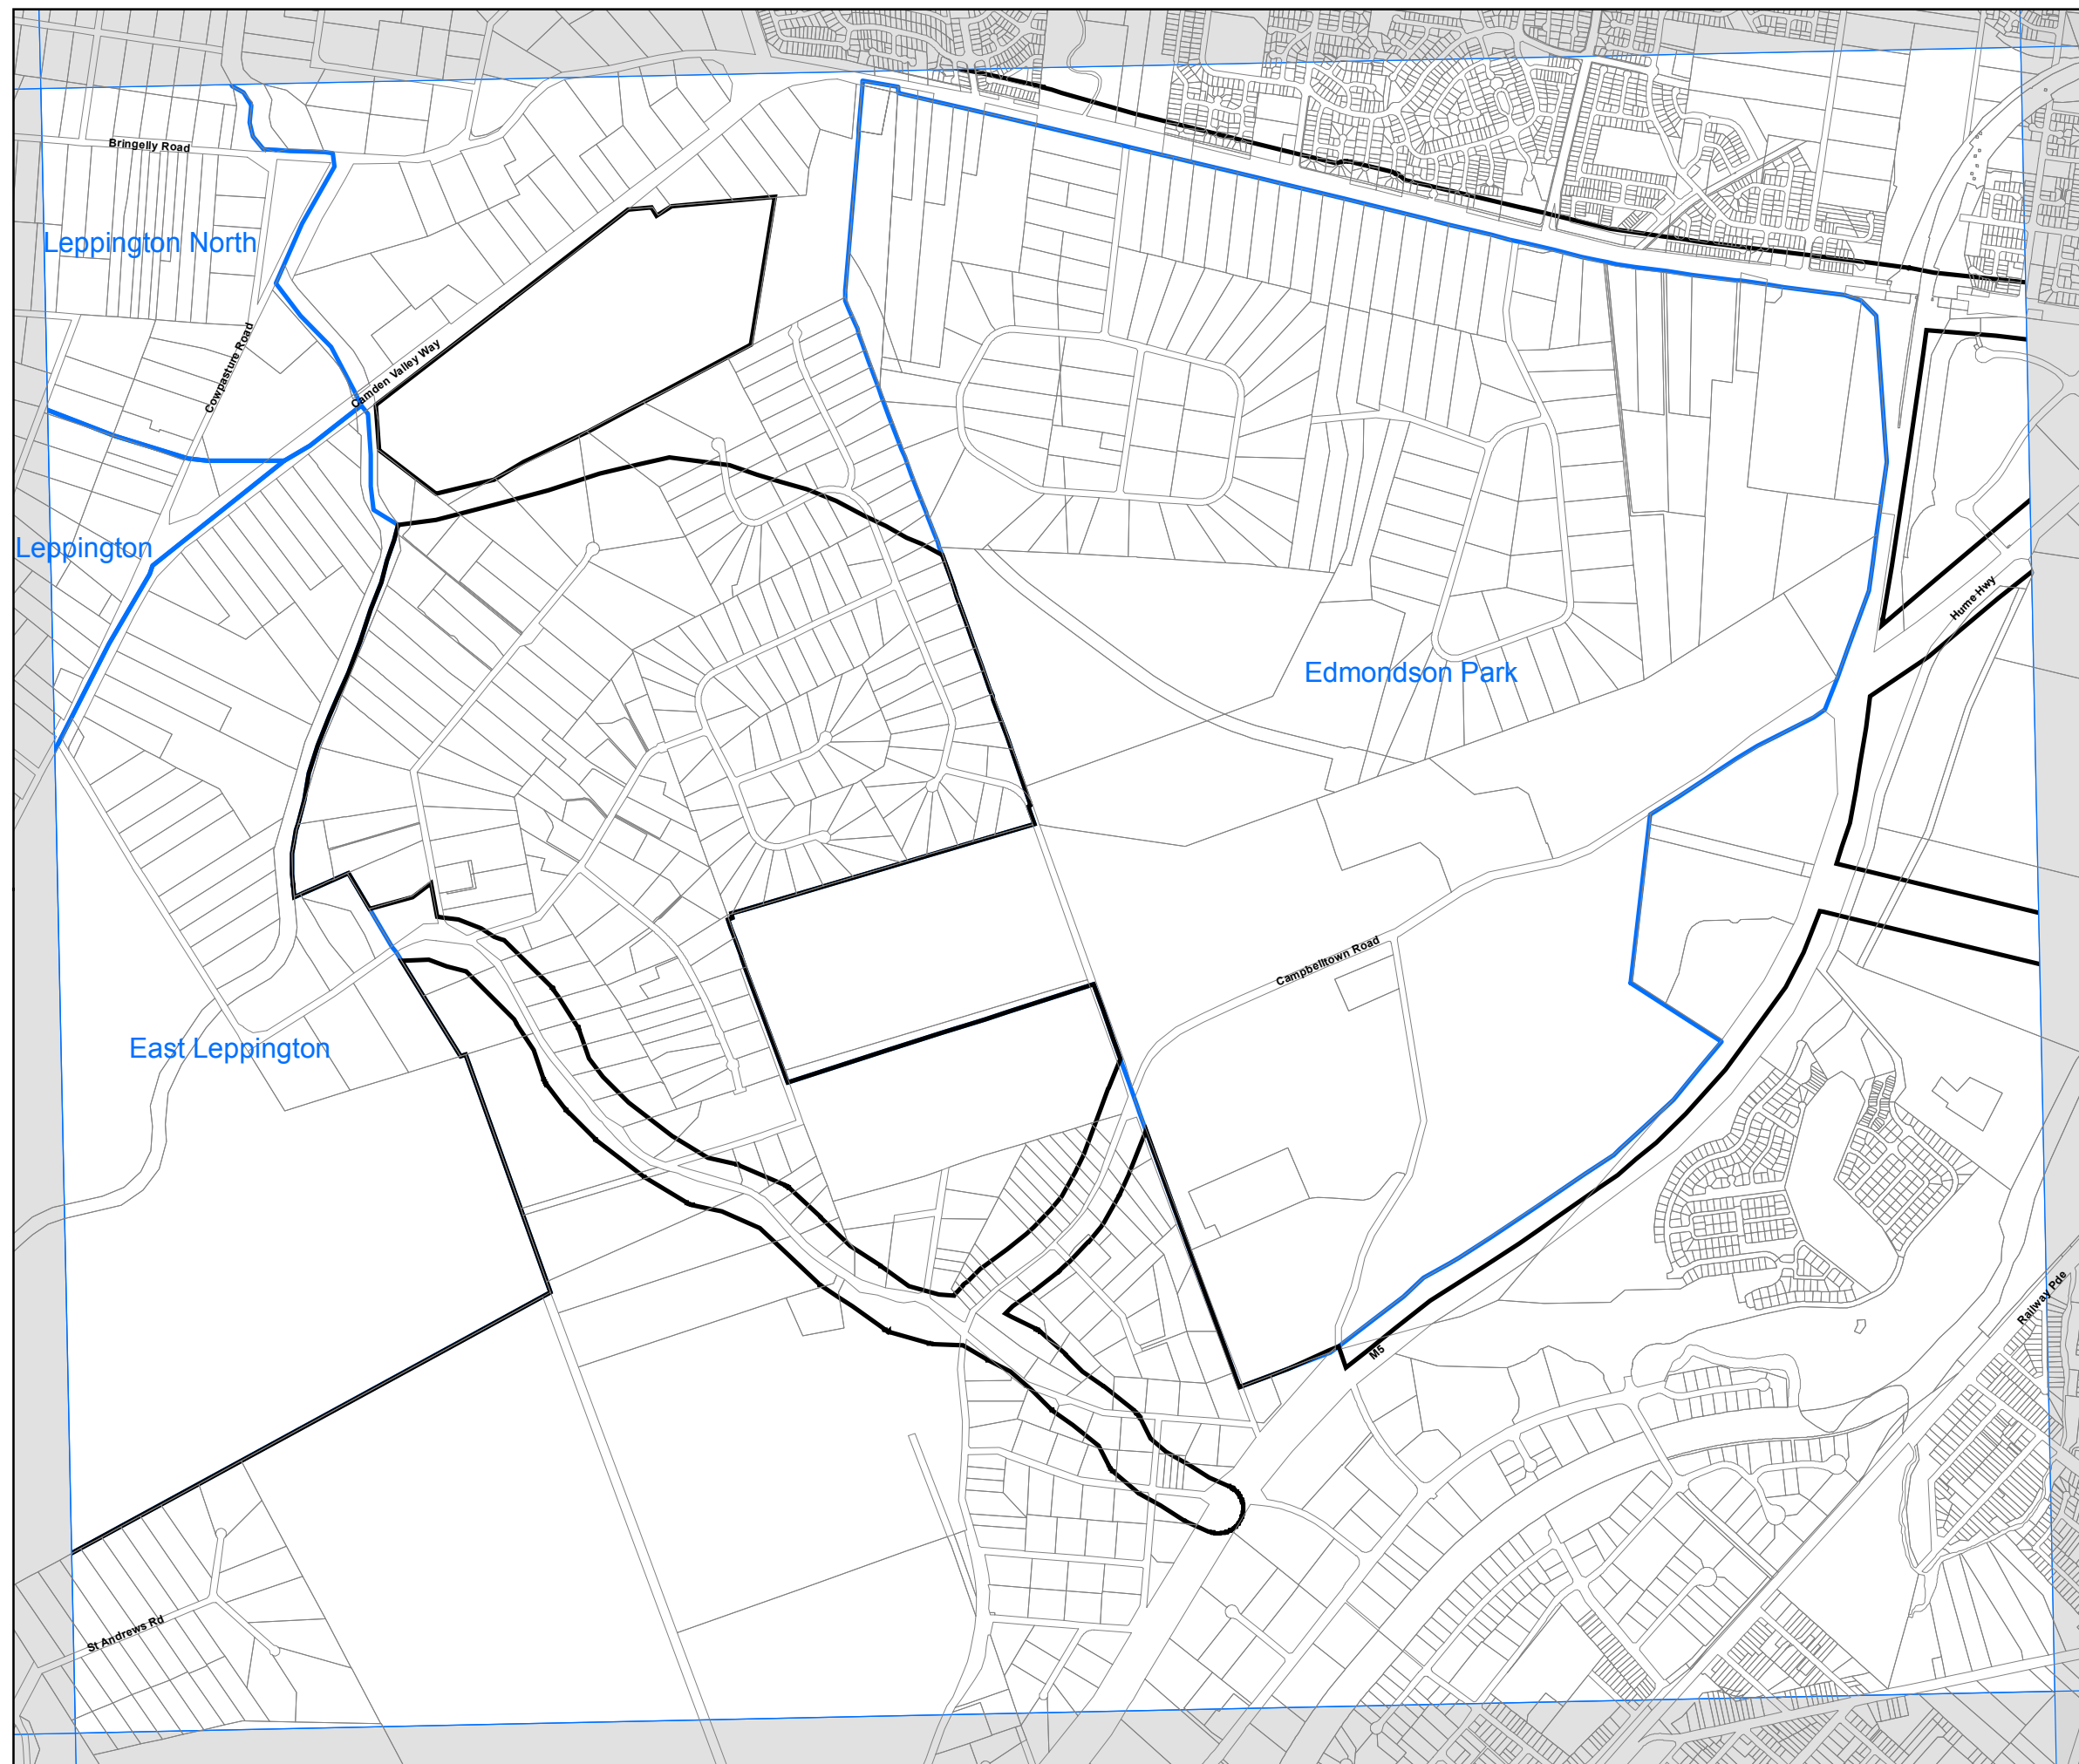 Bringelly Road
Leppington North
Cowpasture Road
Camden Valley Way
Leppington
Hume Hwy
Edmondson Park
Campbelltown Road
East Leppington
Railway Pde
M5
St Andrews Rd